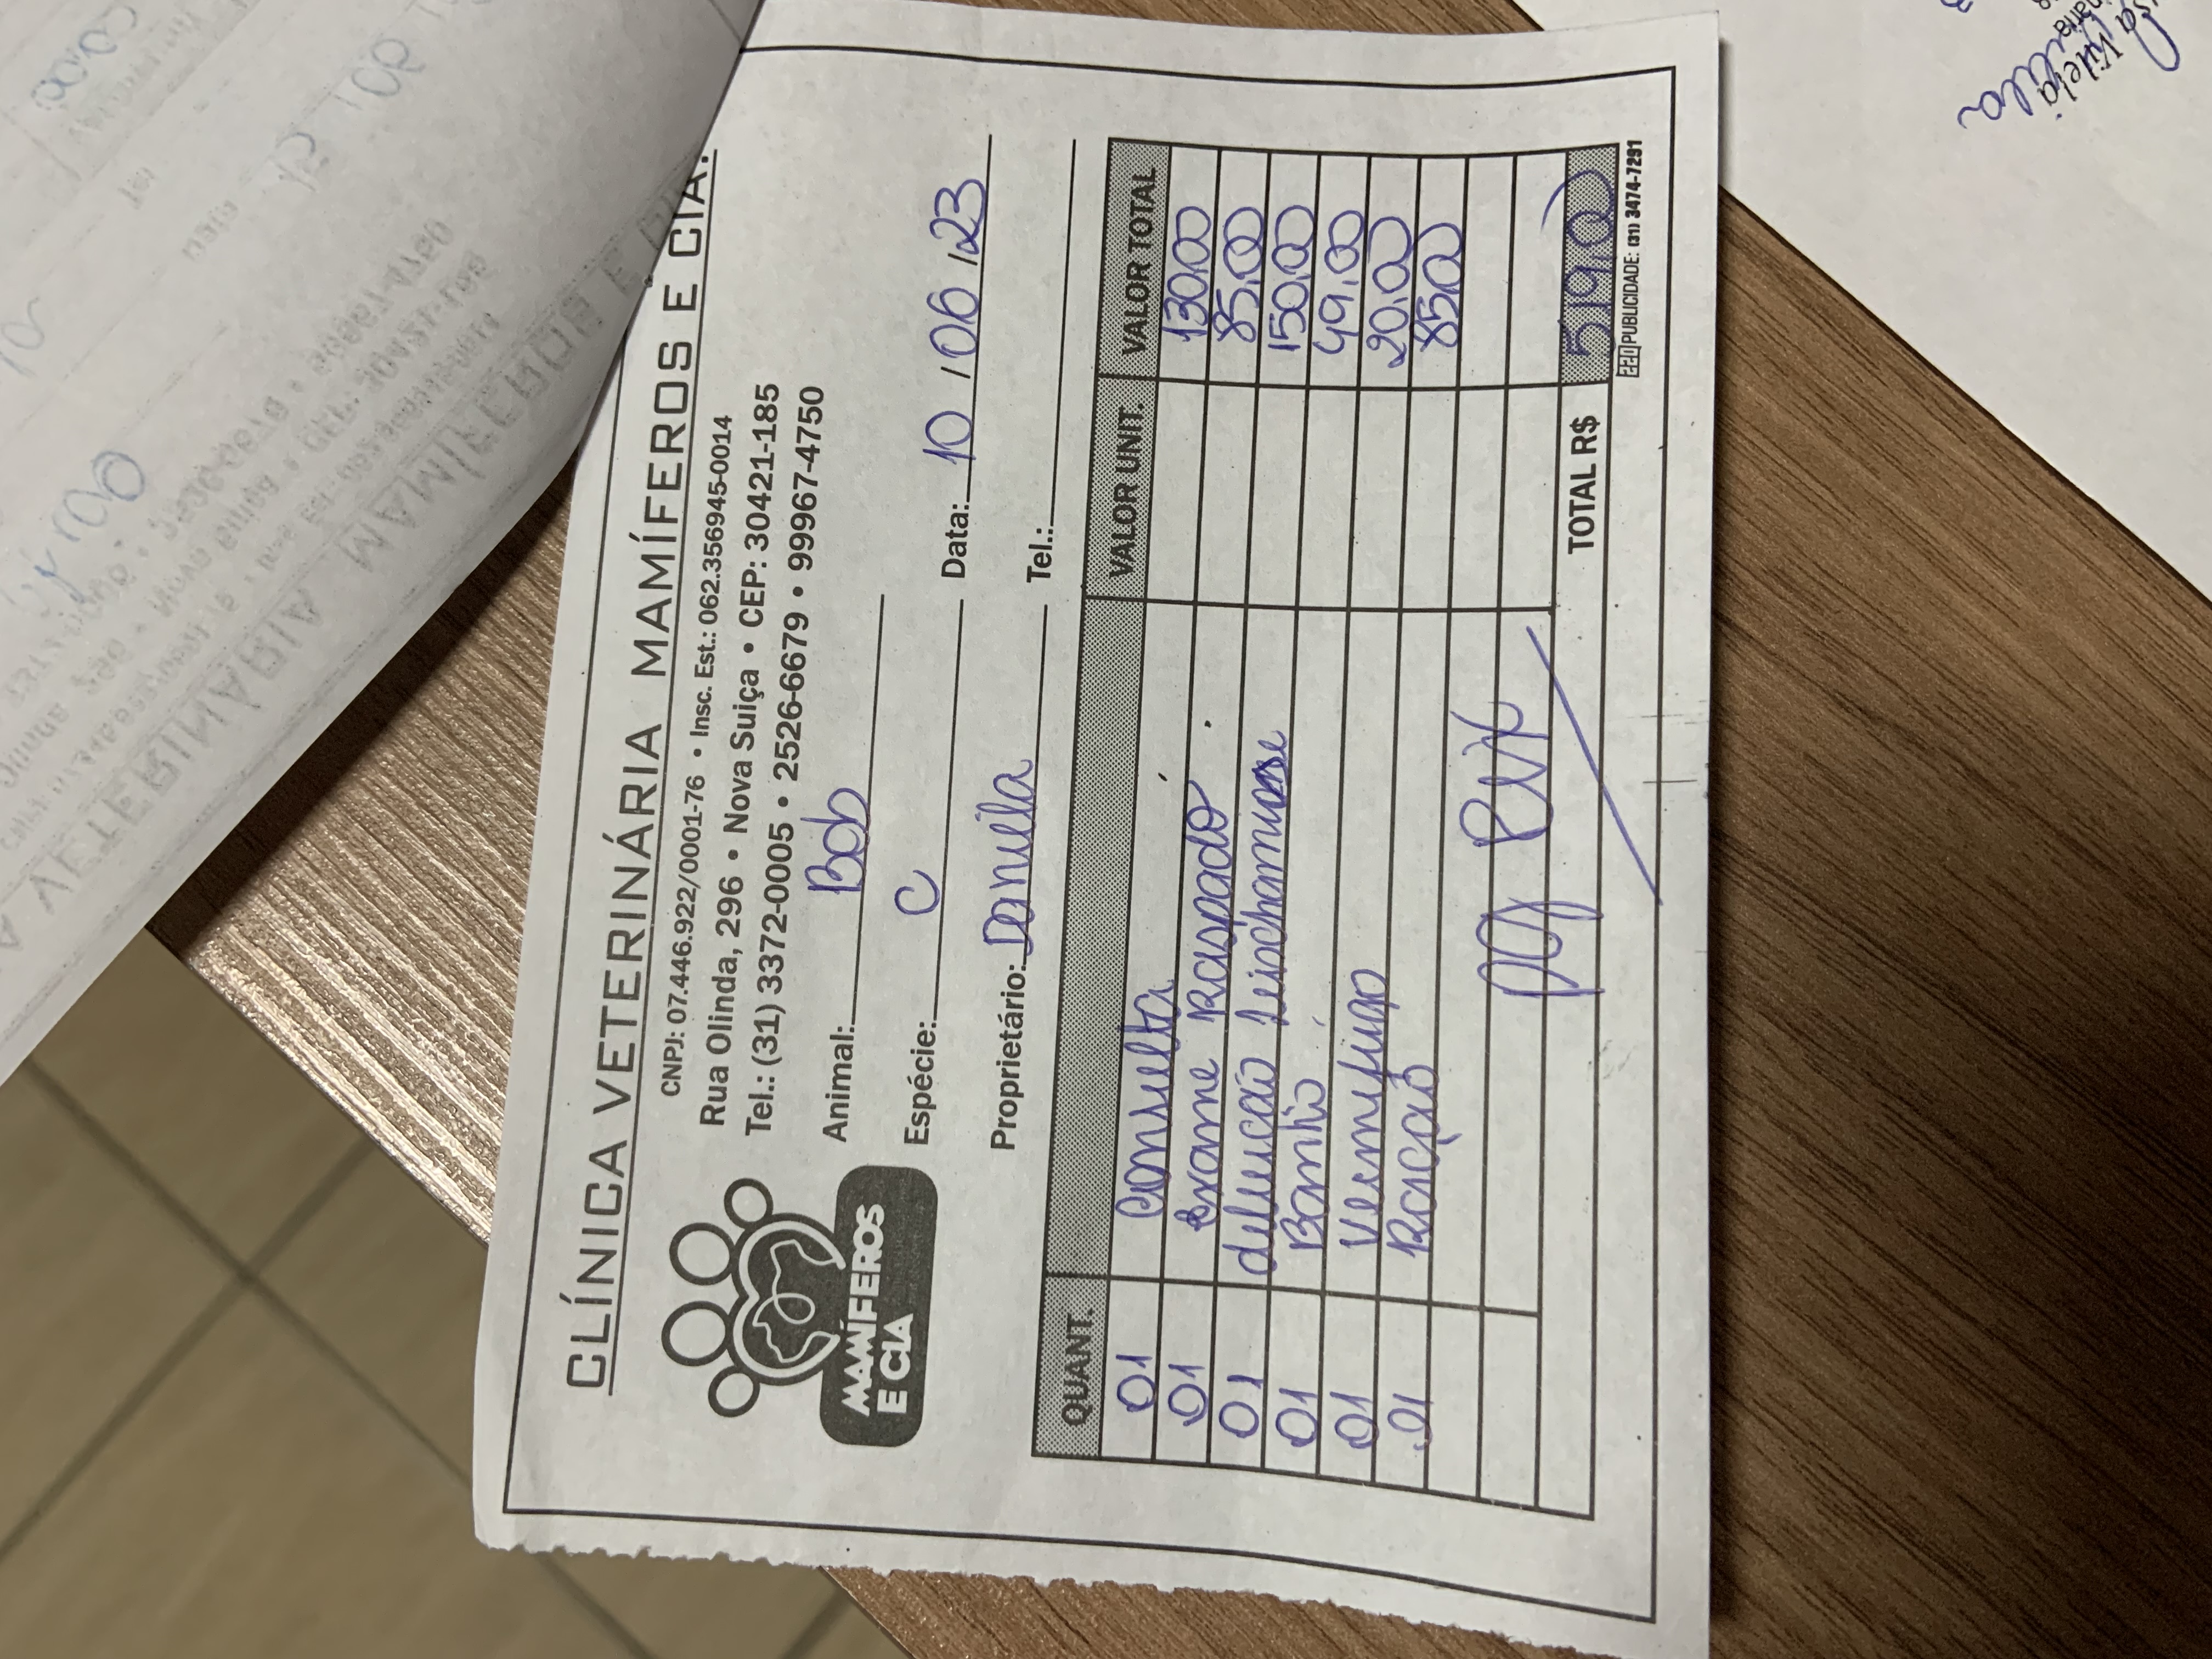 CLÍNICA VETERINÁRIA MAMÍFEROS E CIA.
CNPJ: 07.446.922/0001-76 • Insc. Est.: 062.356945-0014
Rua Olinda, 296 • Nova Suiça • CEP: 30421-185
Tel.: (31) 3372-0005 • 2526-6679 • 99967-4750
MAMÍFEROS
E CIA
Animal: Bob
Espécie: C Data: 10/06/23
Proprietário: Daniela Tel.:
QUANT. VALOR UNIT. VALOR TOTAL
01 Consulta 130,00
01 Exame Raspado 85,00
01 diluição 150,00
01 Banho 49,00
01 Vermifugo 20,00
01 Ração 85,00
pg Pix
TOTAL R$ 519,0
PUBLICIDADE: (31) 3474-7291